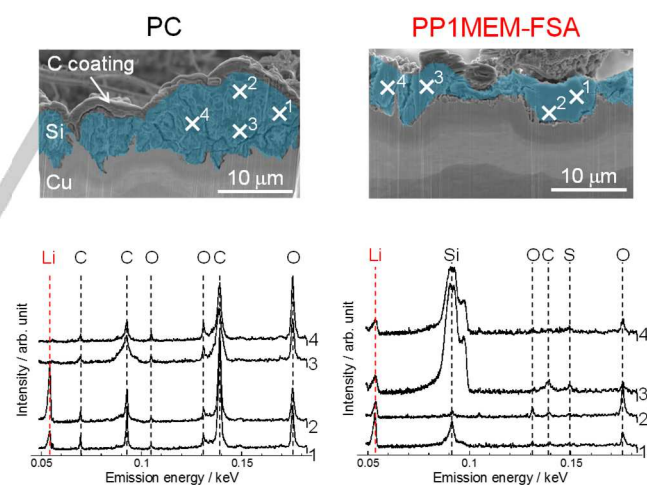 PC
PP1MEM-FSA
C coating
2
1
4
3
Si
Cu
10 μm
4
3
1
2
10 μm
Li C C O O C O
4
3
2
1
Intensity / arb. unit
0.05 0.1 0.15
Emission energy / keV
Li Si O C S O
4
3
2
1
Intensity / arb. unit
0.05 0.1 0.15
Emission energy / keV